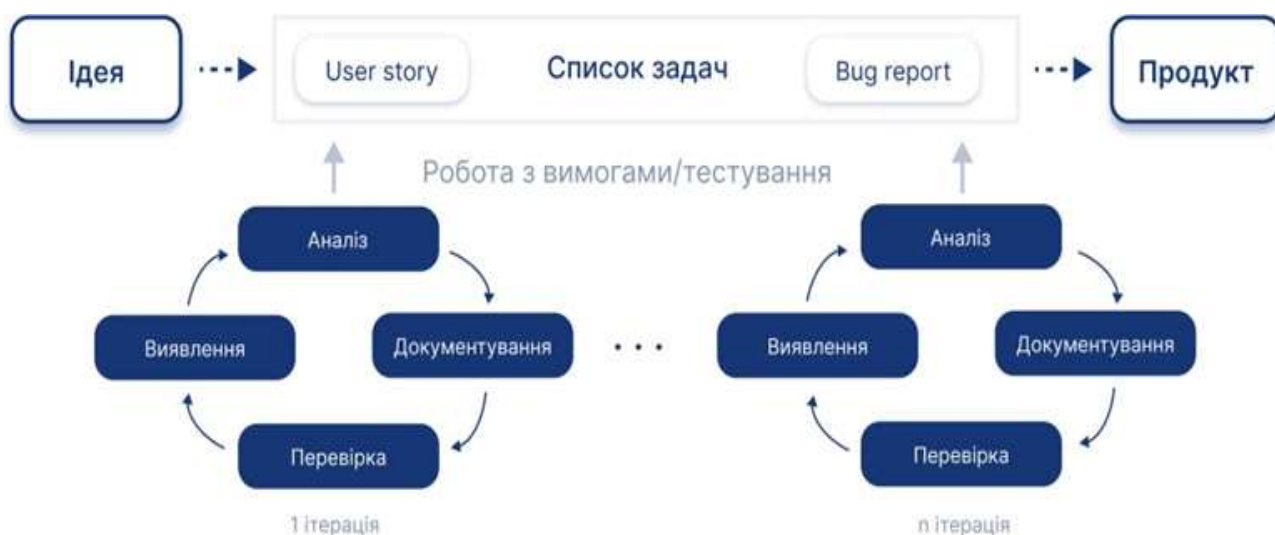 Ідея
User story
Список задач
Bug report
Продукт
Робота з вимогами/тестування
Аналіз
Виявлення
Документування
Перевірка
1 ітерація
. . .
Аналіз
Виявлення
Документування
Перевірка
n ітерація